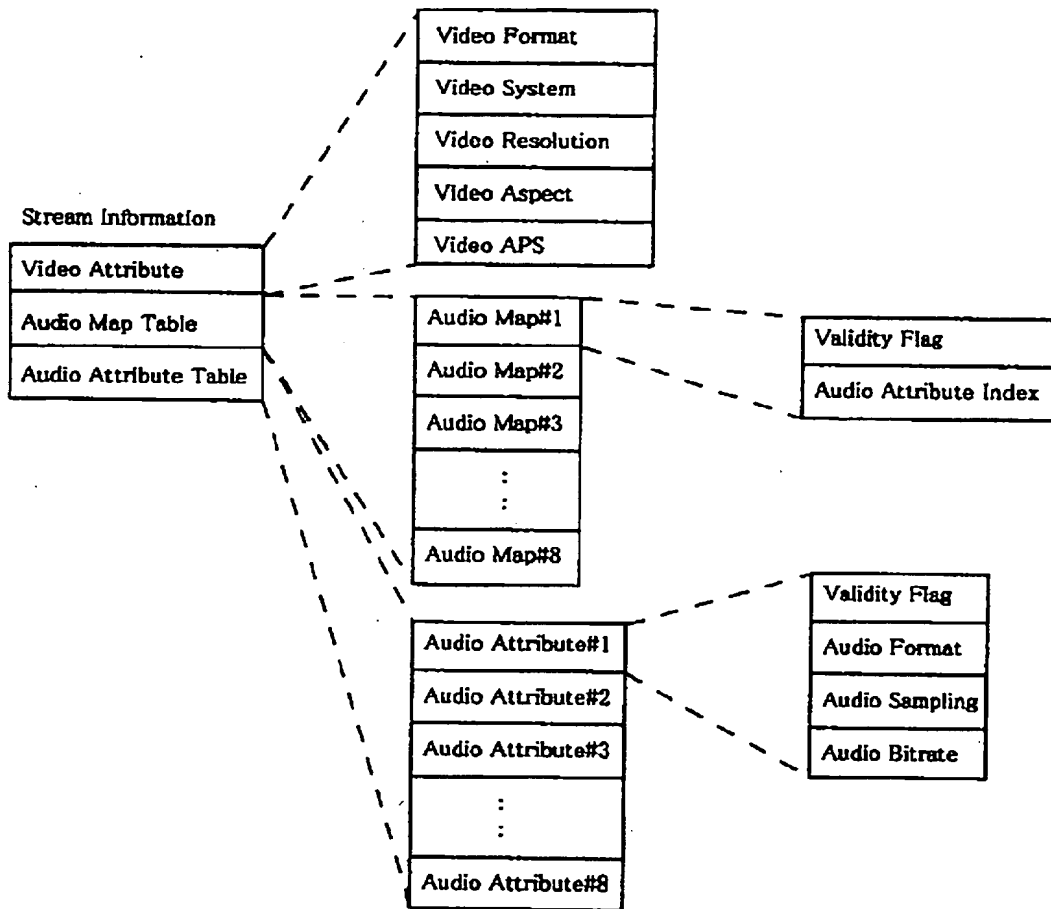 Video Format
Video System
Video Resolution
Video Aspect
Video APS
Stream Information
Video Attribute
Audio Map Table
Audio Attribute Table
Audio Map#1
Audio Map#2
Audio Map#3
Audio Map#8
Validity Flag
Audio Attribute Index
Audio Attribute#1
Audio Attribute#2
Audio Attribute#3
Audio Attribute#8
Validity Flag
Audio Format
Audio Sampling
Audio Bitrate